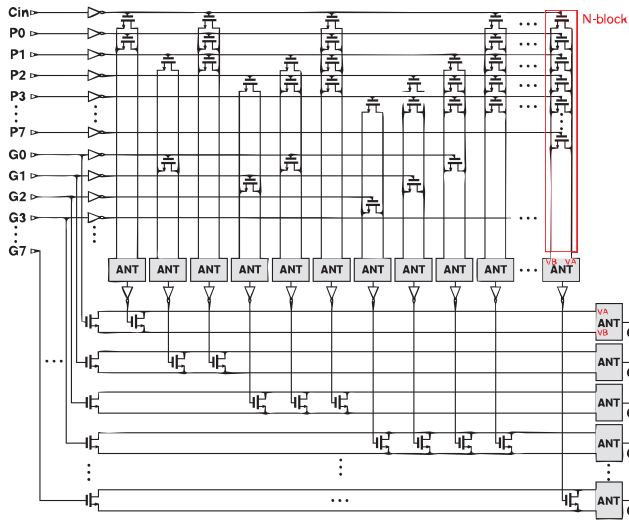 Cin
N-block
P0
P1
P2
P3
P7
G0
G1
G2
G3
G7
VB VA
ANT ANT ANT ANT ANT ANT ANT ANT ANT ANT ANT
VA
ANT
VB
ANT
ANT
ANT
ANT